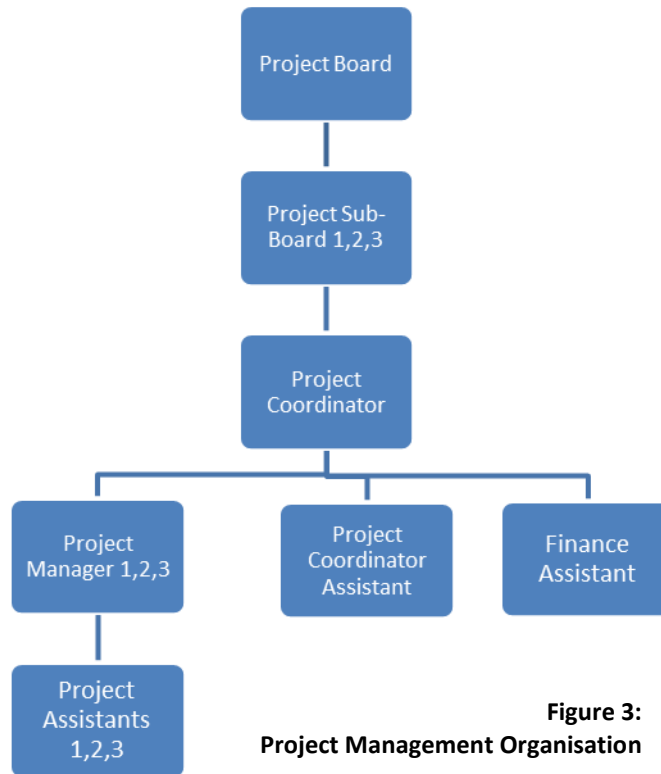 Project Board
Project Sub-
Board 1,2,3
Project
Coordinator
Project
Manager 1,2,3
Project
Coordinator
Assistant
Finance
Assistant
Project
Assistants
1,2,3
Figure 3:
Project Management Organisation